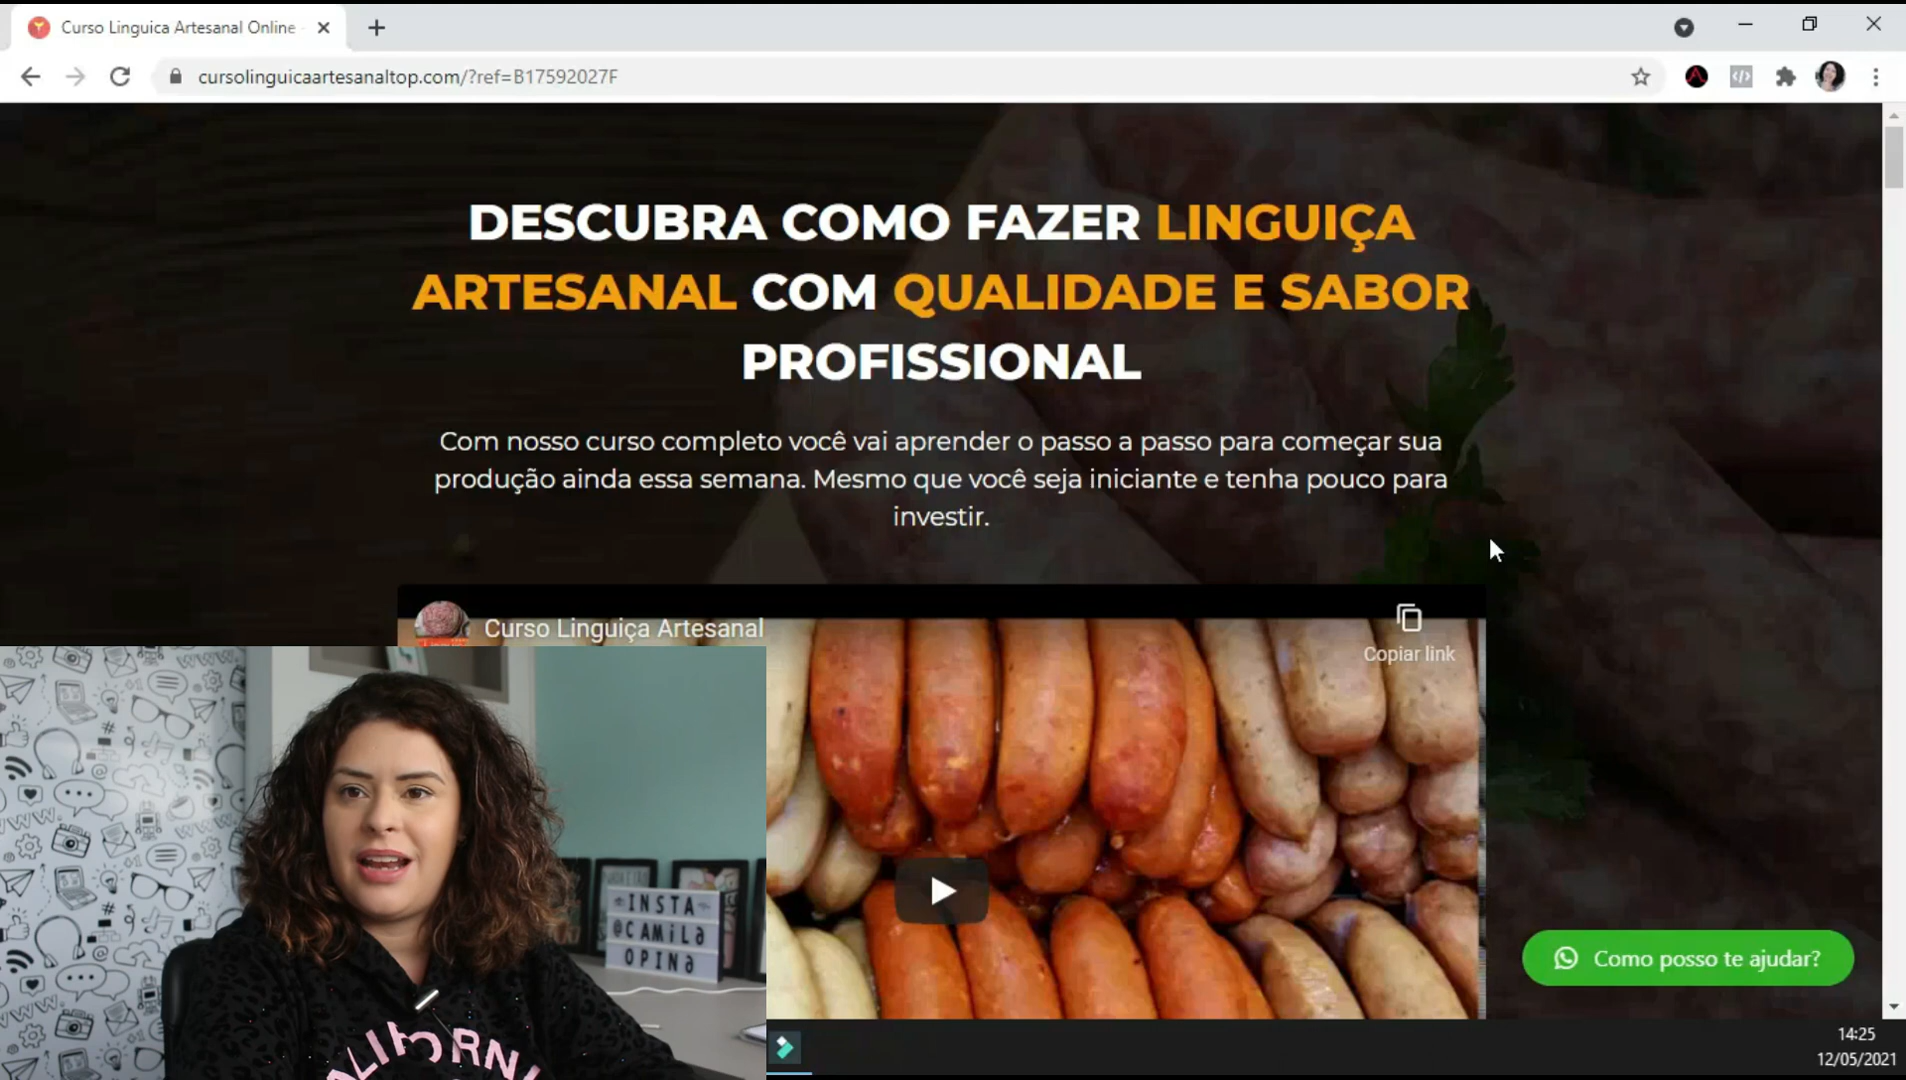 Curso Linguica Artesanal Online
cursolinguicaartesanaltop.com/?ref=B17592027F
DESCUBRA COMO FAZER LINGUIÇA
ARTESANAL COM QUALIDADE E SABOR
PROFISSIONAL
Com nosso curso completo você vai aprender o passo a passo para começar sua
produção ainda essa semana. Mesmo que você seja iniciante e tenha pouco para
investir.
Curso Linguiça Artesanal
Copiar link
INSTA
@CAMILA
OPINA
CALIFORNI
Como posso te ajudar?
14:25
12/05/2021